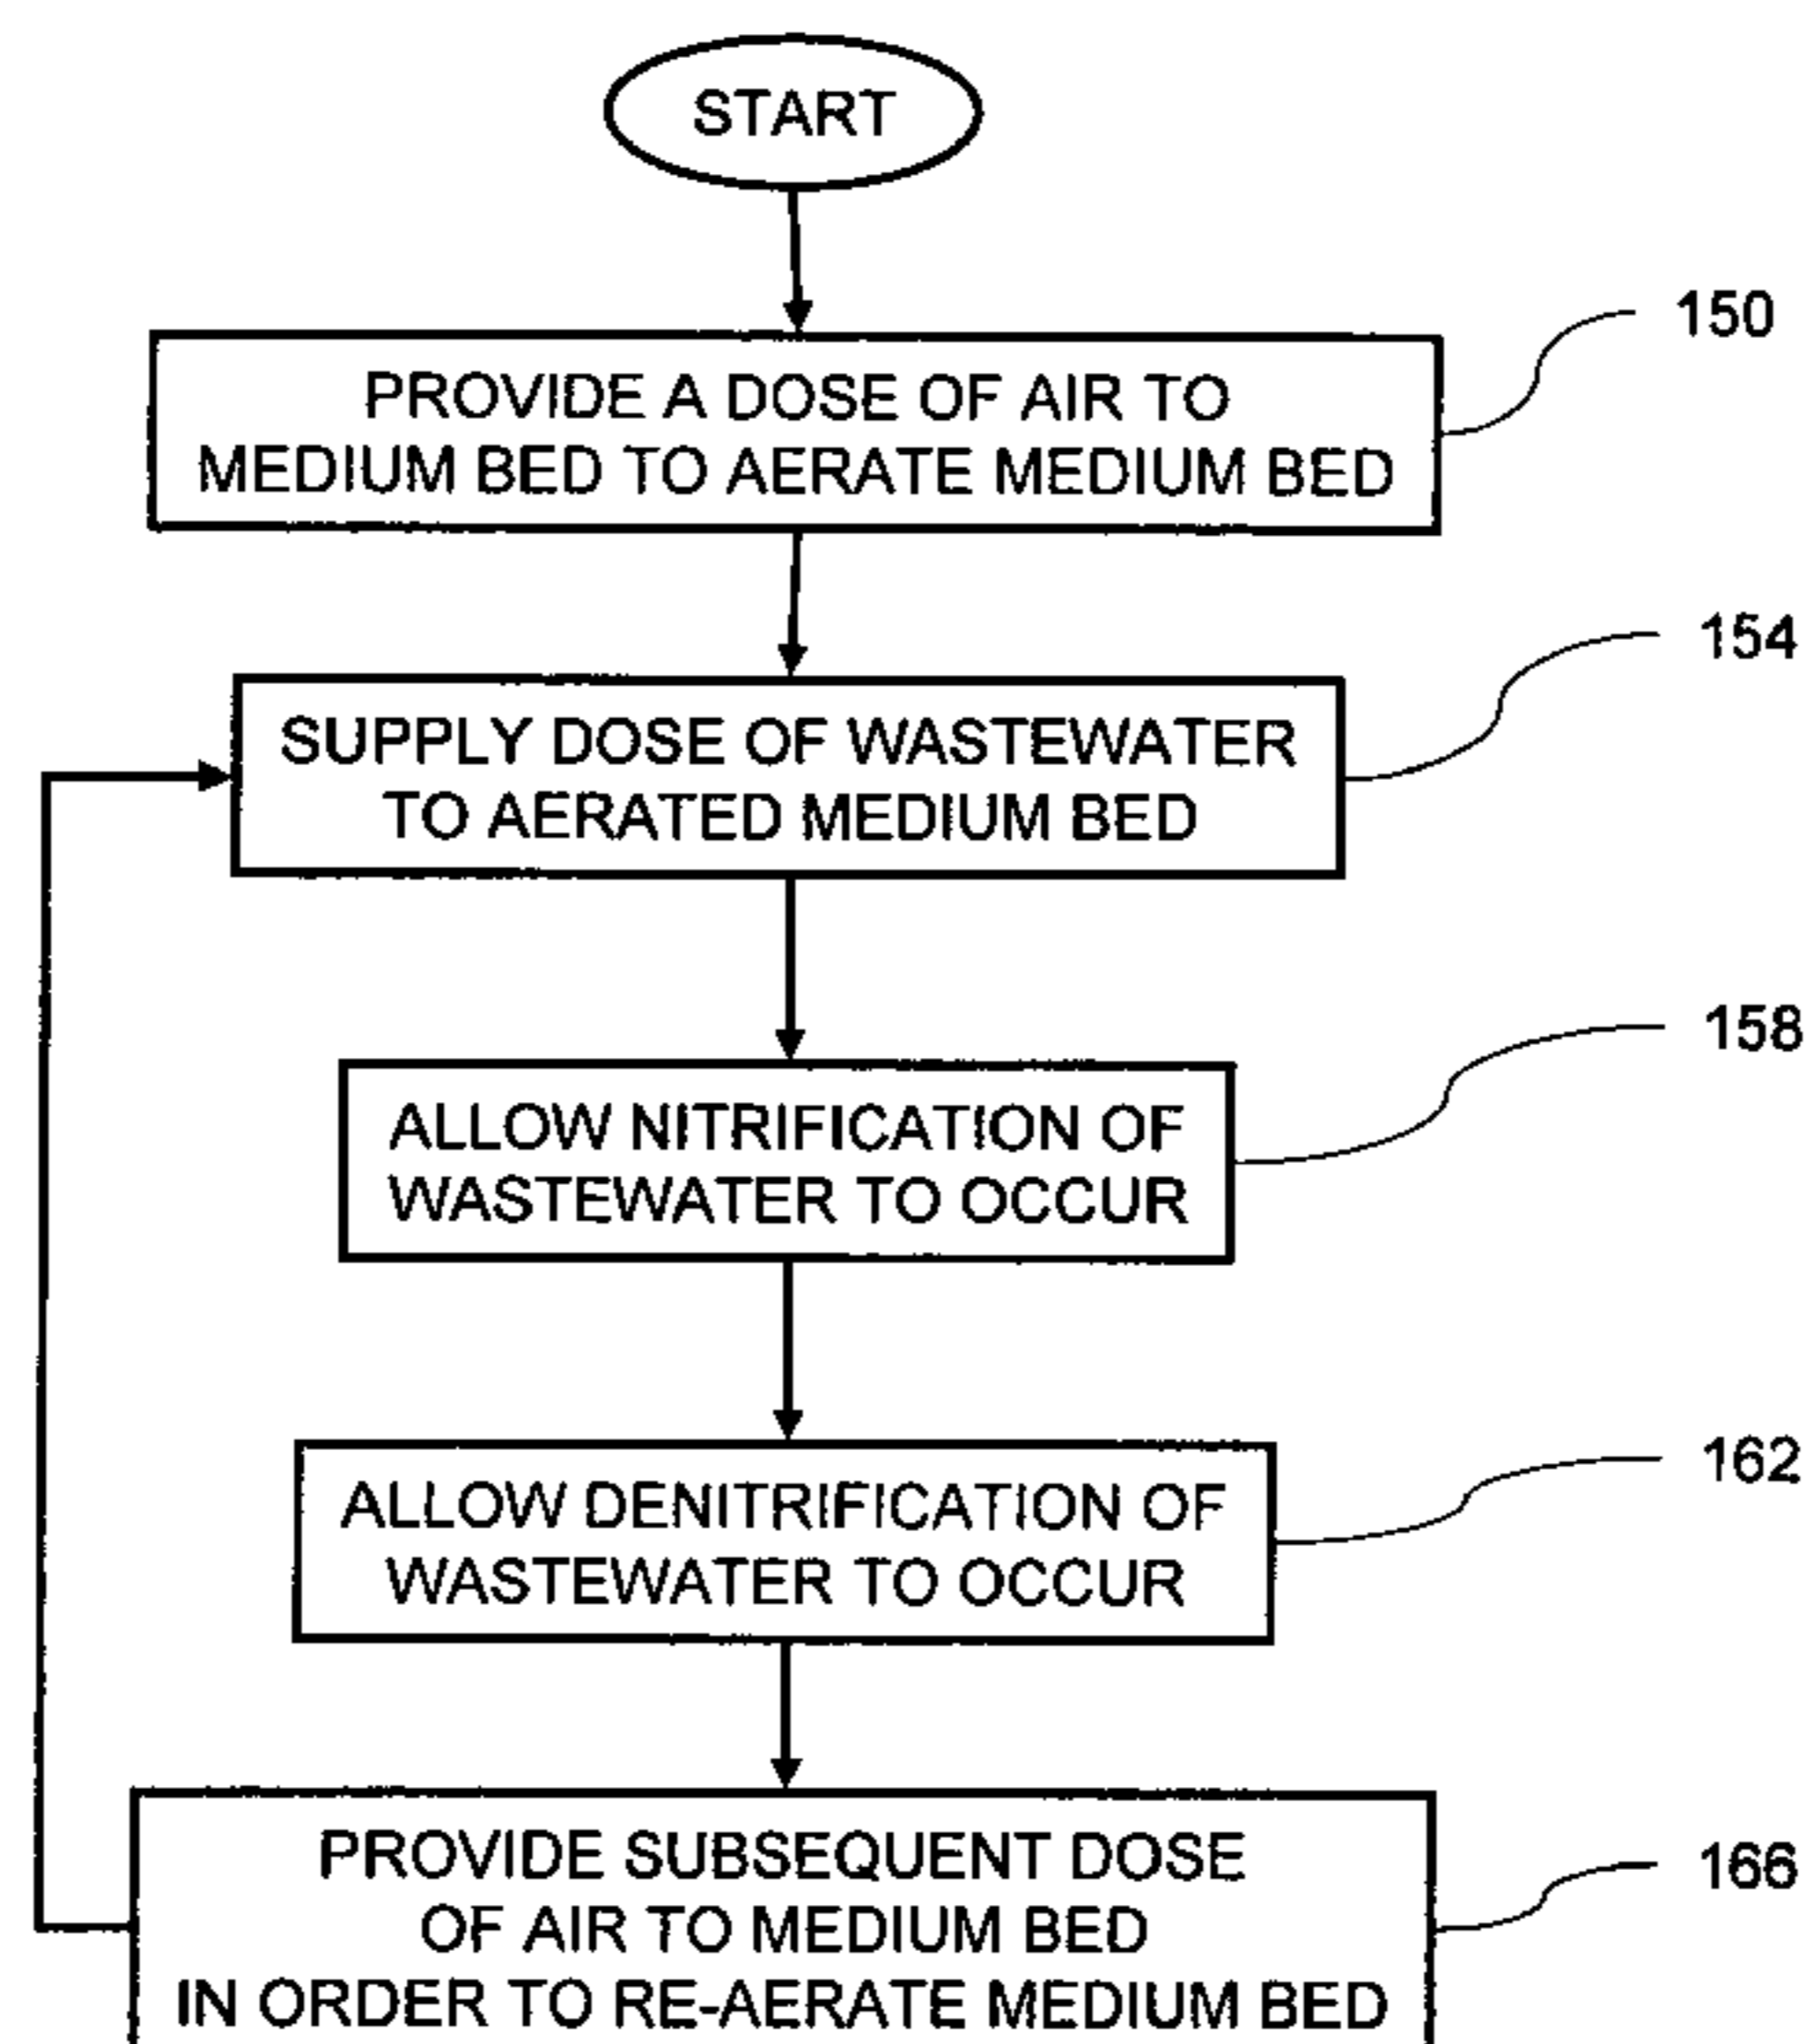 START
150
PROVIDE A DOSE OF AIR TO
MEDIUM BED TO AERATE MEDIUM BED
154
SUPPLY DOSE OF WASTEWATER
TO AERATED MEDIUM BED
158
ALLOW NITRIFICATION OF
WASTEWATER TO OCCUR
162
ALLOW DENITRIFICATION OF
WASTEWATER TO OCCUR
166
PROVIDE SUBSEQUENT DOSE
OF AIR TO MEDIUM BED
IN ORDER TO RE-AERATE MEDIUM BED